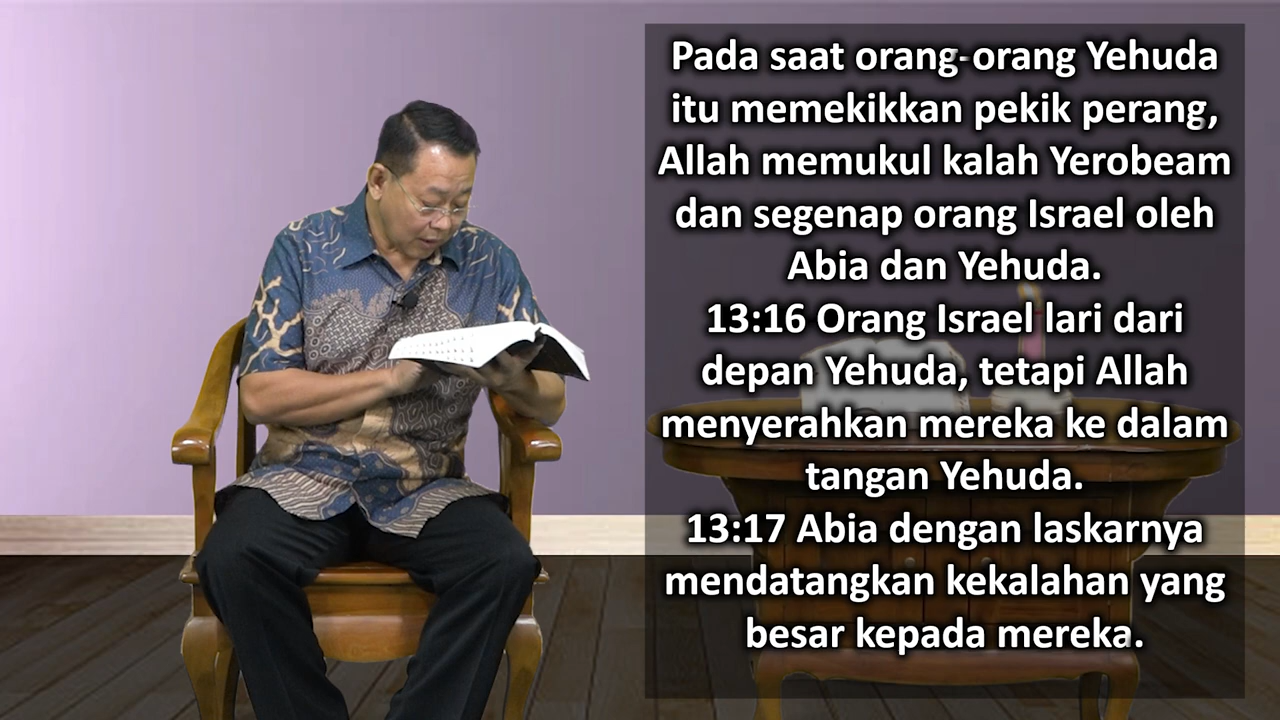 Pada saat orang-orang Yehuda
itu memekikkan pekik perang,
Allah memukul kalah Yerobeam
dan segenap orang Israel oleh
Abia dan Yehuda.
13:16 Orang Israel lari dari
depan Yehuda, tetapi Allah
menyerahkan mereka ke dalam
tangan Yehuda.
13:17 Abia dengan laskarnya
mendatangkan kekalahan yang
besar kepada mereka.